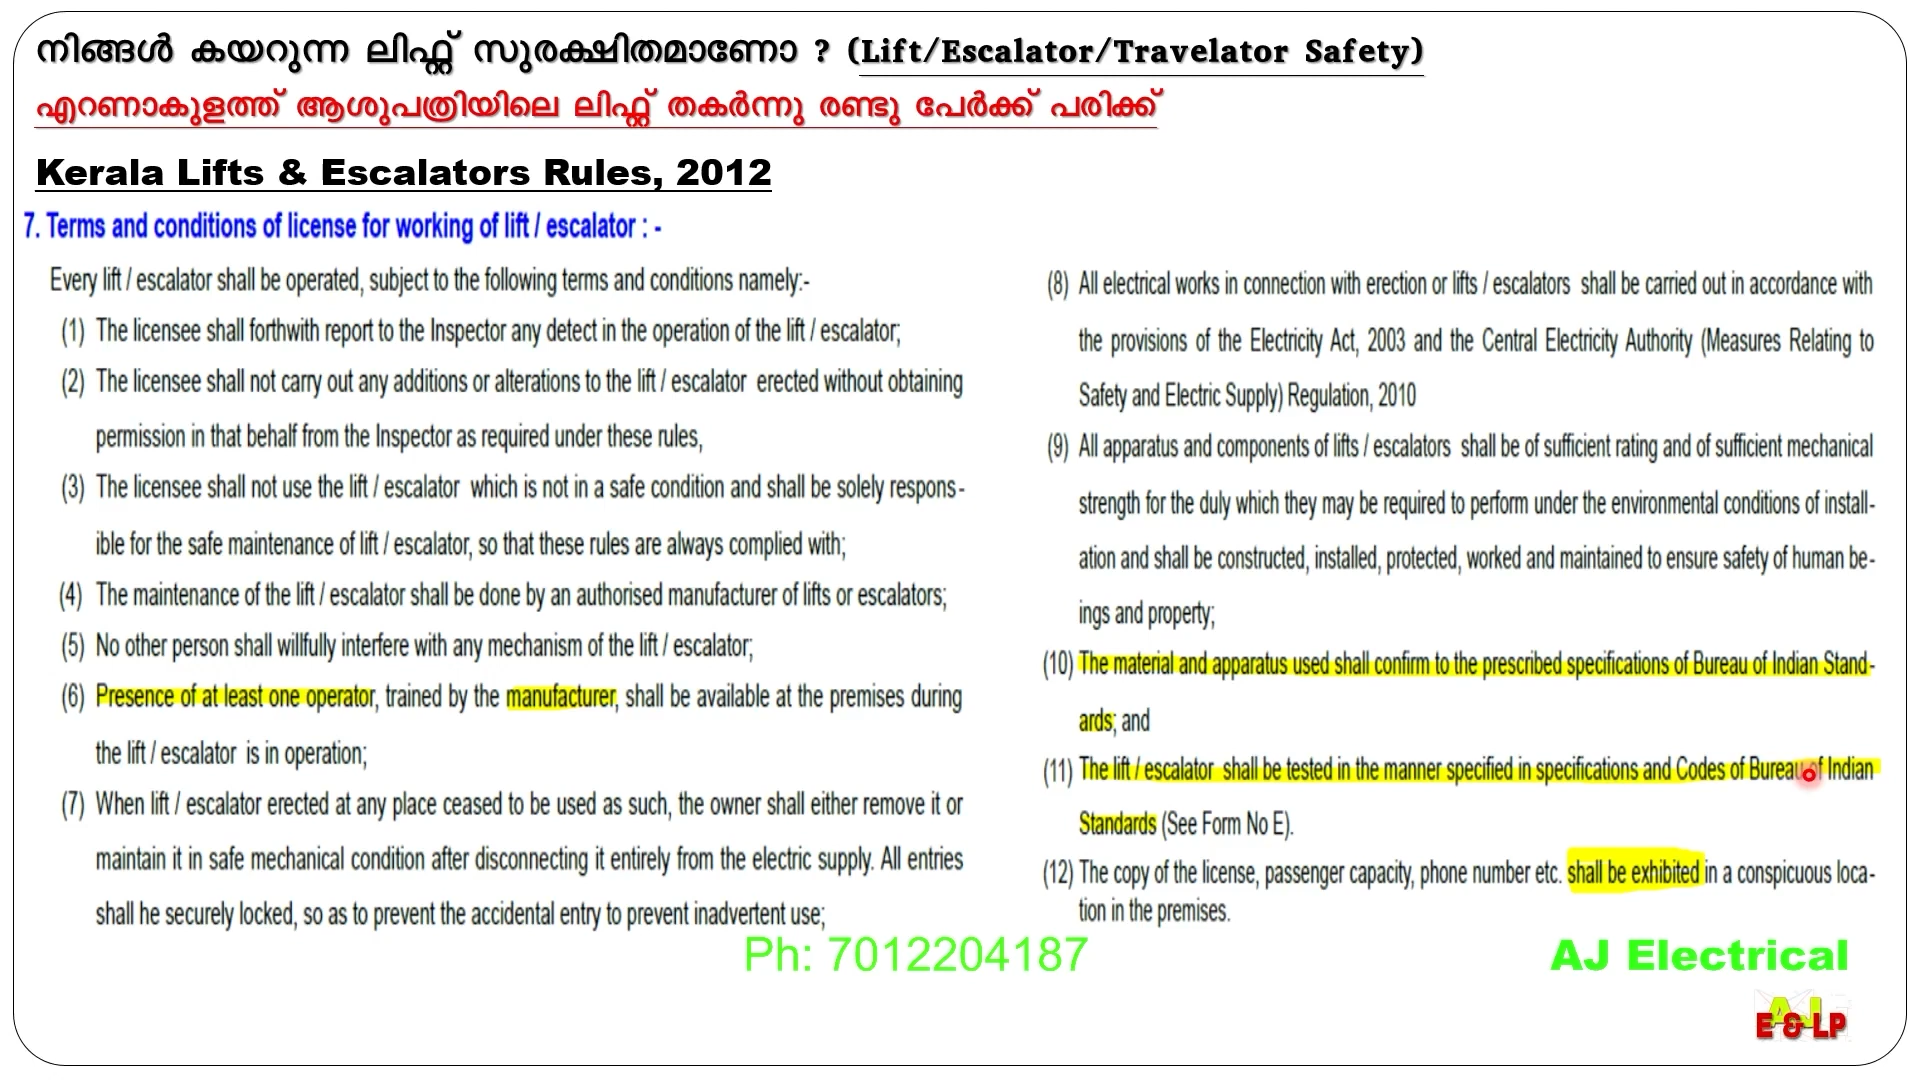 നിങ്ങൾ കയറുന്ന ലിഫ്റ്റ് സുരക്ഷിതമാണോ ? (Lift/Escalator/Travelator Safety)
എറണാകുളത്ത് ആശുപത്രിയിലെ ലിഫ്റ്റ് തകർന്നു രണ്ടു പേർക്ക് പരിക്ക്
Kerala Lifts & Escalators Rules, 2012
7. Terms and conditions of license for working of lift / escalator : -
Every lift / escalator shall be operated, subject to the following terms and conditions namely:-
(1) The licensee shall forthwith report to the Inspector any detect in the operation of the lift / escalator;
(2) The licensee shall not carry out any additions or alterations to the lift / escalator erected without obtaining
permission in that behalf from the Inspector as required under these rules,
(3) The licensee shall not use the lift / escalator which is not in a safe condition and shall be solely respons-
ible for the safe maintenance of lift / escalator, so that these rules are always complied with;
(4) The maintenance of the lift / escalator shall be done by an authorised manufacturer of lifts or escalators;
(5) No other person shall willfully interfere with any mechanism of the lift / escalator;
(6) Presence of at least one operator, trained by the manufacturer, shall be available at the premises during
the lift / escalator is in operation;
(7) When lift / escalator erected at any place ceased to be used as such, the owner shall either remove it or
maintain it in safe mechanical condition after disconnecting it entirely from the electric supply. All entries
shall he securely locked, so as to prevent the accidental entry to prevent inadvertent use;
(8) All electrical works in connection with erection or lifts / escalators shall be carried out in accordance with
the provisions of the Electricity Act, 2003 and the Central Electricity Authority (Measures Relating to
Safety and Electric Supply) Regulation, 2010
(9) All apparatus and components of lifts / escalators shall be of sufficient rating and of sufficient mechanical
strength for the duly which they may be required to perform under the environmental conditions of install-
ation and shall be constructed, installed, protected, worked and maintained to ensure safety of human be-
ings and property;
(10) The material and apparatus used shall confirm to the prescribed specifications of Bureau of Indian Stand-
ards; and
(11) The lift / escalator shall be tested in the manner specified in specifications and Codes of Bureau of Indian
Standards (See Form No E).
(12) The copy of the license, passenger capacity, phone number etc. shall be exhibited in a conspicuous loca-
tion in the premises.
Ph: 7012204187
AJ Electrical
AJ
E & LP